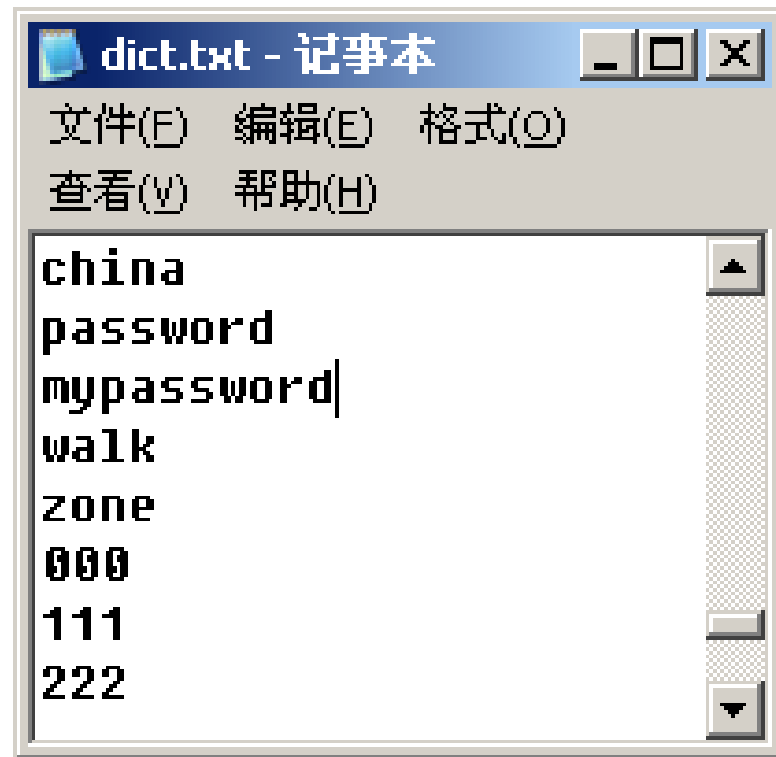 dict.txt - 记事本
文件(F) 编辑(E) 格式(O)
查看(V) 帮助(H)
china
password
mypassword
walk
zone
000
111
222